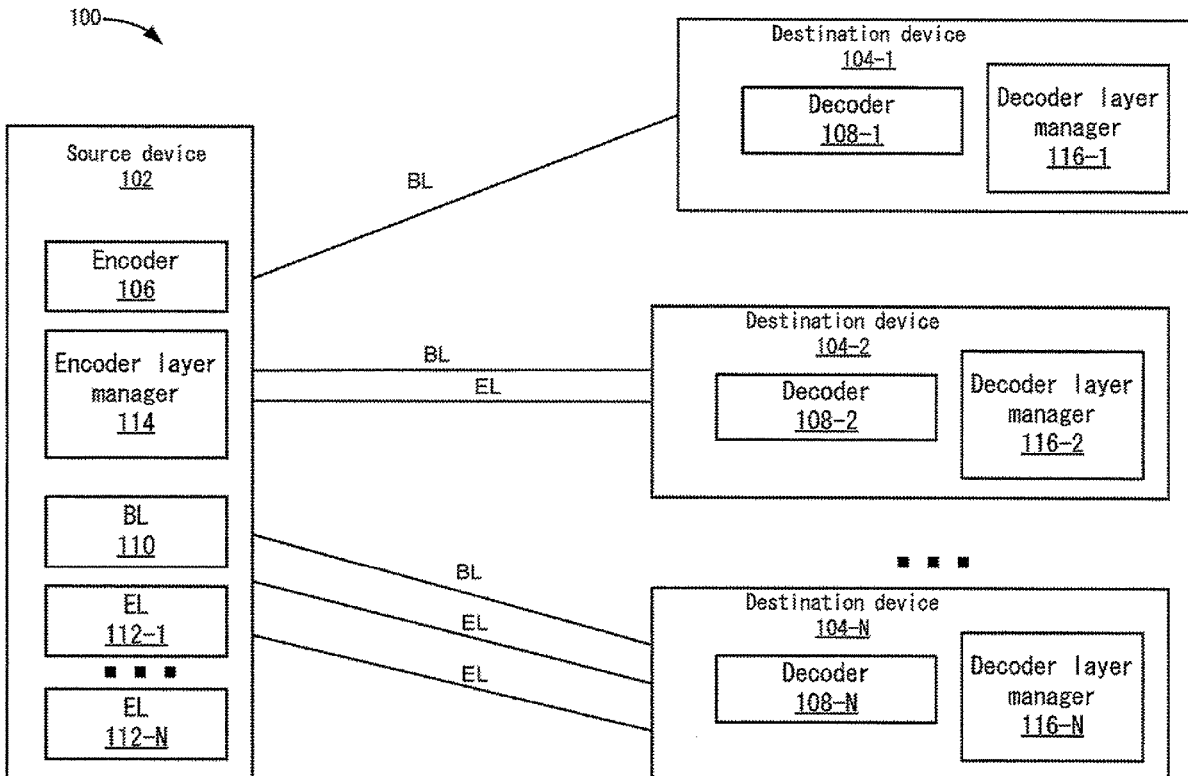 100
Source device
102
Encoder
106
Encoder layer
manager
114
BL
110
EL
112-1
EL
112-N
BL
BL
EL
BL
EL
EL
Destination device
104-1
Decoder
108-1
Decoder layer
manager
116-1
Destination device
104-2
Decoder
108-2
Decoder layer
manager
116-2
Destination device
104-N
Decoder
108-N
Decoder layer
manager
116-N